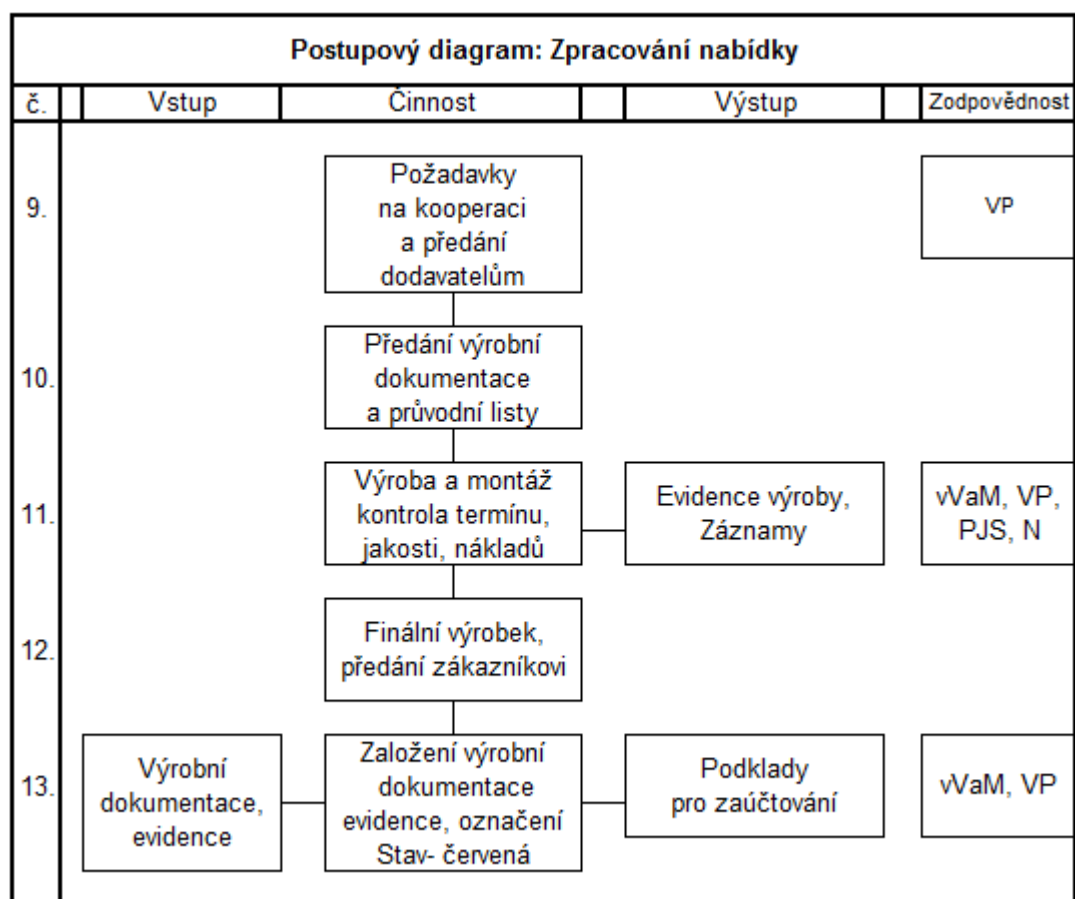 Postupový diagram: Zpracování nabídky
č. Vstup Činnost Výstup Zodpovědnost
9.
Požadavky
na kooperaci
a předání
dodavatelům
VP
10.
Předání výrobní
dokumentace
a průvodní listy
11.
Výroba a montáž
kontrola termínu,
jakosti, nákladů
Evidence výroby,
Záznamy
vVaM, VP,
PJS, N
12.
Finální výrobek,
předání zákazníkovi
13.
Výrobní
dokumentace,
evidence
Založení výrobní
dokumentace
evidence, označení
Stav- červená
Podklady
pro zaúčtování
vVaM, VP